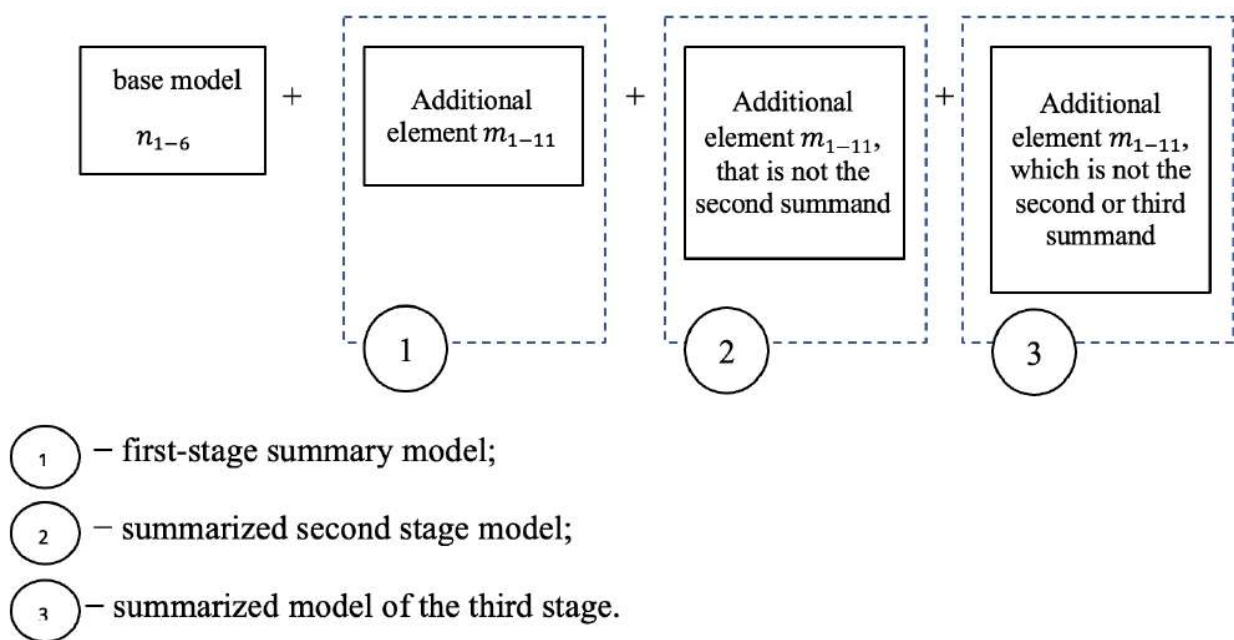 base model
n₁₋₆
+
Additional
element m₁₋₁₁
+
Additional
element m₁₋₁₁,
that is not the
second summand
+
Additional
element m₁₋₁₁,
which is not the
second or third
summand
1
2
3
1 – first-stage summary model;
2 – summarized second stage model;
3 – summarized model of the third stage.